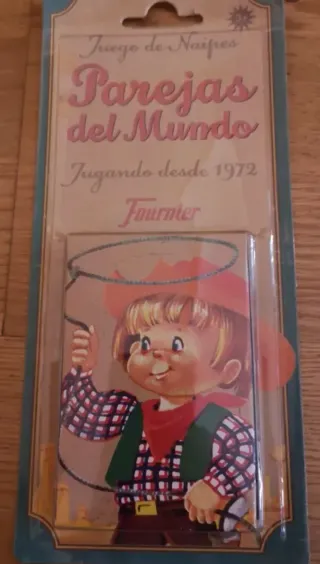 Juego de Naipes
Parejas
del Mundo
Jugando desde 1972
Fournier